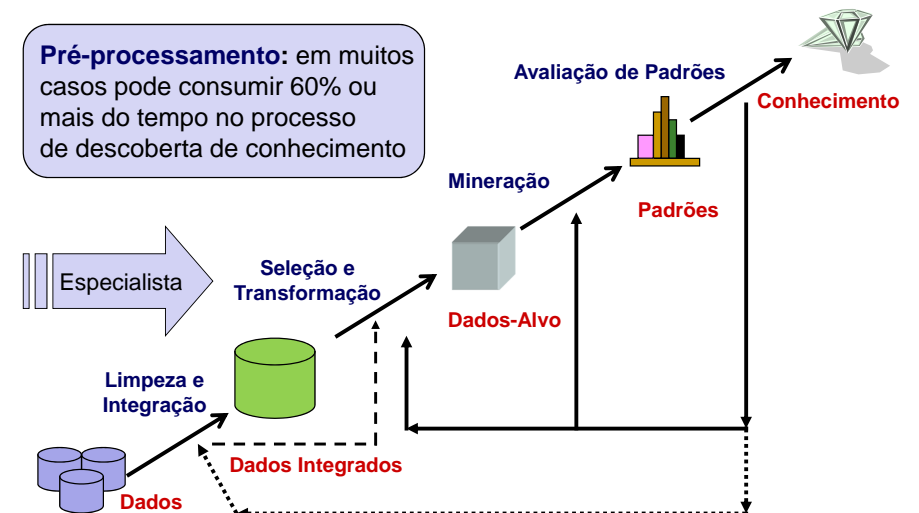 Pré-processamento: em muitos
casos pode consumir 60% ou
mais do tempo no processo
de descoberta de conhecimento
Avaliação de Padrões
Conhecimento
Mineração
Padrões
Especialista
Seleção e
Transformação
Dados-Alvo
Limpeza e
Integração
Dados Integrados
Dados